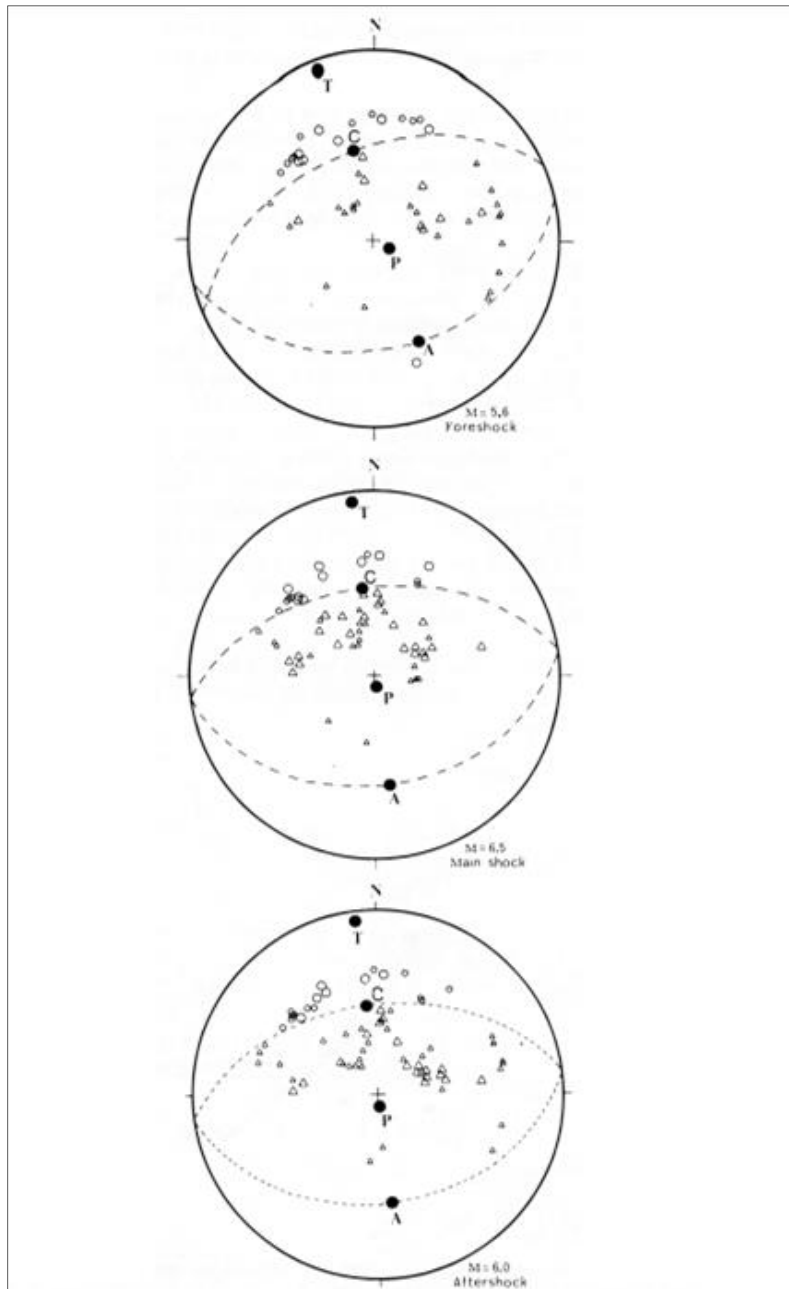 N
T
C
P
A
M = 5,6
Foreshock
N
T
C
P
A
M = 6,5
Main shock
N
T
C
P
A
M = 6,0
Aftershock